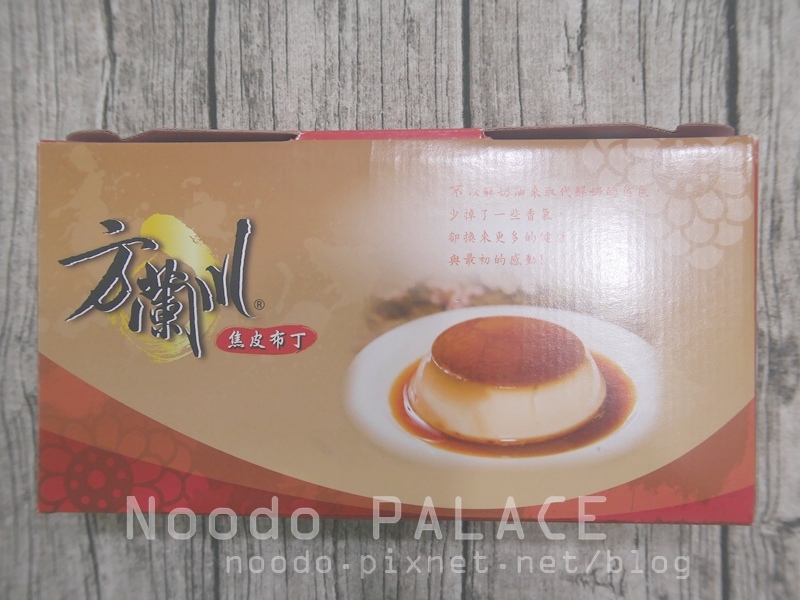 不以鮮奶油來取代鮮奶的角色
少掉了一些香氣,
卻換來更多的
與最初的感動!
方蘭川®
焦皮布丁
Noodo PALACE
noodo.pixnet.net/blog